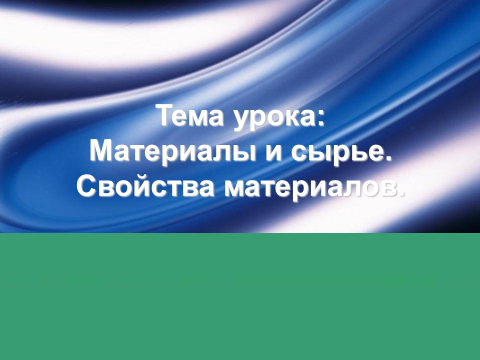 Тема урока:
Материалы и сырье.
Свойства материалов.